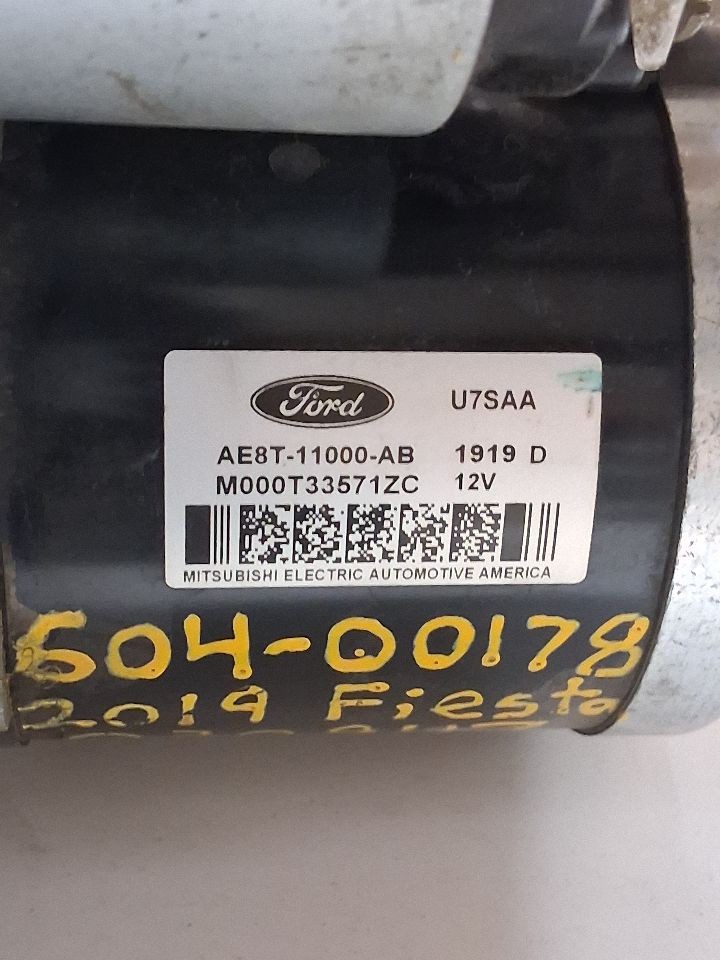 Ford U7SAA
AE8T-11000-AB 1919 D
M000T33571ZC 12V
MITSUBISHI ELECTRIC AUTOMOTIVE AMERICA
604-00178
2019 Fiesta